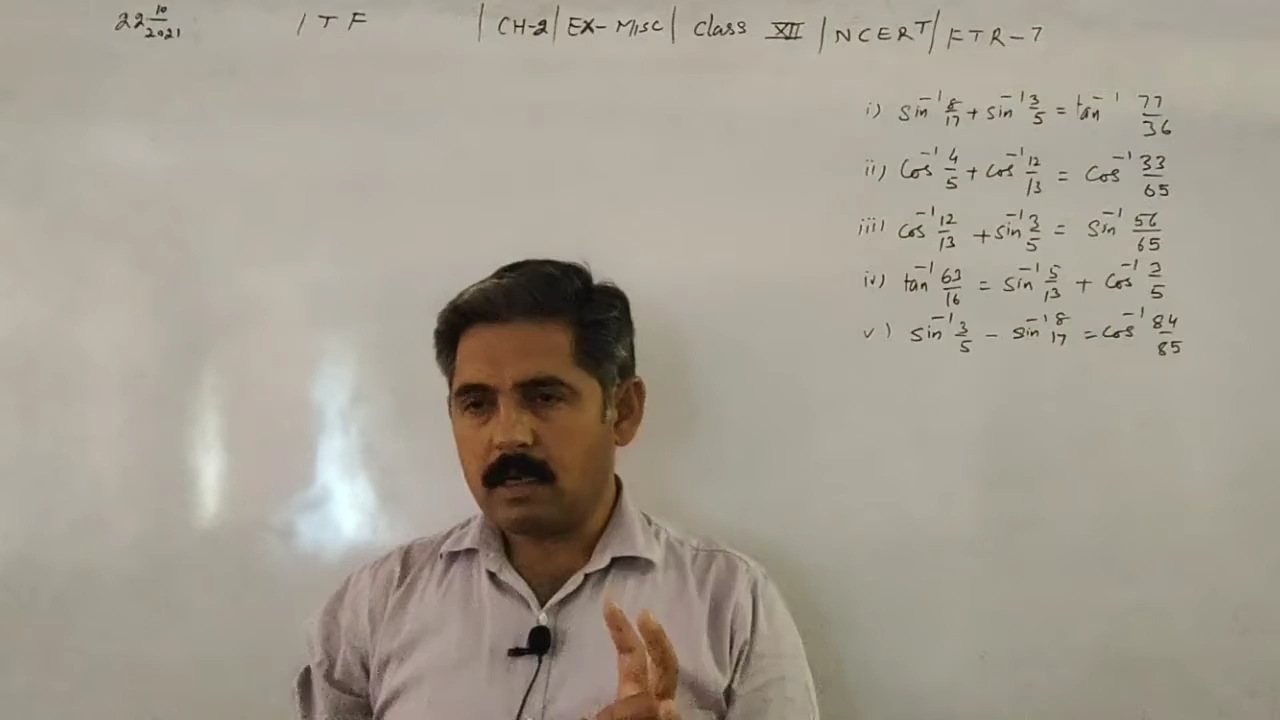 22 10/2021 ITF | CH-2 | EX-MISC | Class XII | NCERT | FTR-7
i) sin⁻¹ 8/17 + sin⁻¹ 3/5 = tan⁻¹ 77/36
ii) Cos⁻¹ 4/5 + Cos⁻¹ 12/13 = Cos⁻¹ 33/65
iii) Cos⁻¹ 12/13 + sin⁻¹ 3/5 = sin⁻¹ 56/65
iv) tan⁻¹ 63/16 = sin⁻¹ 5/13 + Cos⁻¹ 3/5
v) sin⁻¹ 3/5 - sin⁻¹ 8/17 = Cos⁻¹ 84/85